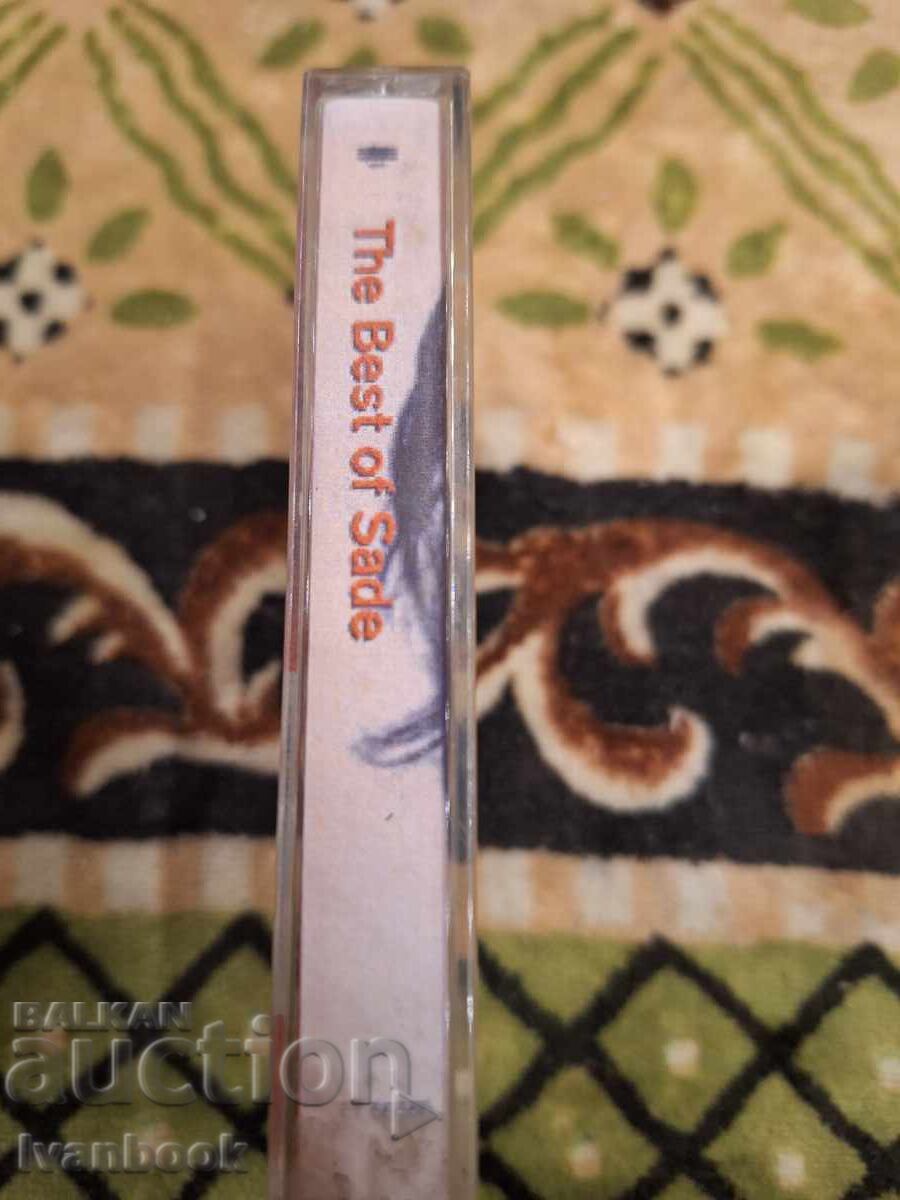 The Best of Sade
BALKAN
auction
Ivanbook